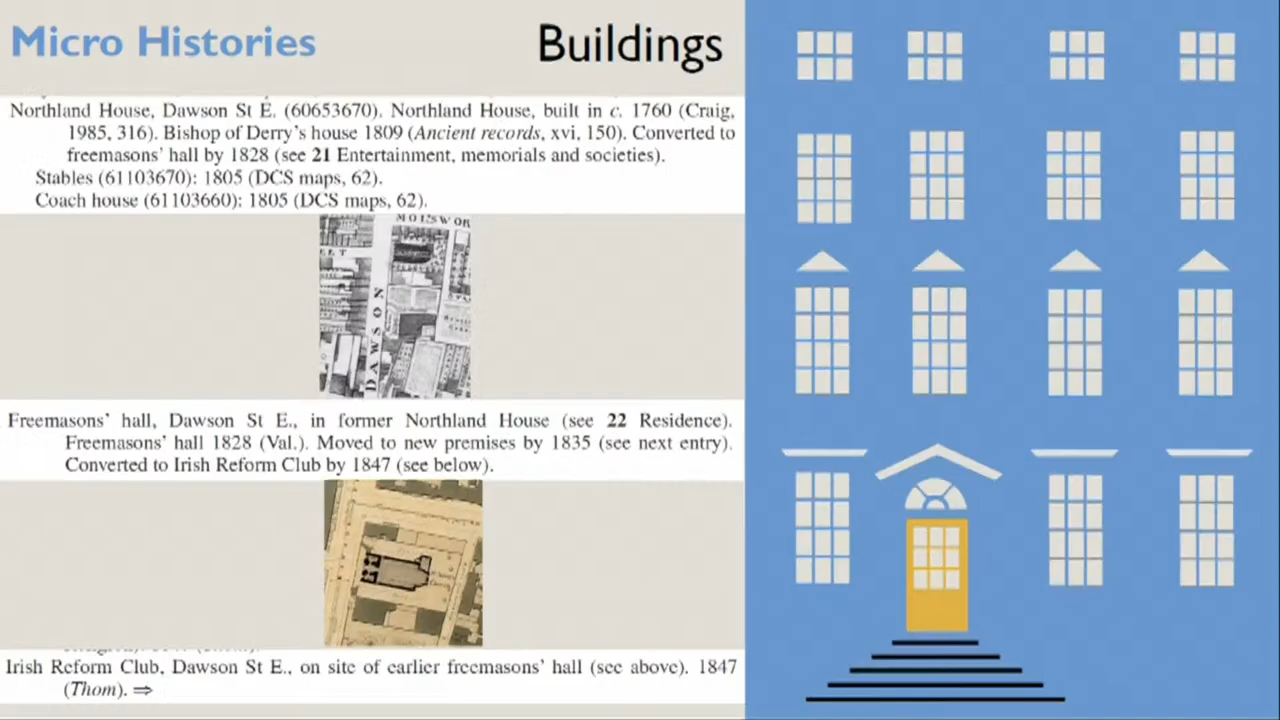 Micro Histories
Buildings
Northland House, Dawson St E. (60653670). Northland House, built in c. 1760 (Craig,
1985, 316). Bishop of Derry's house 1809 (Ancient records, xvi, 150). Converted to
freemasons' hall by 1828 (see 21 Entertainment, memorials and societies).
Stables (61103670): 1805 (DCS maps, 62).
Coach house (61103660): 1805 (DCS maps, 62).
MOLSWOR
DAWSON
Freemasons' hall, Dawson St E., in former Northland House (see 22 Residence).
Freemasons' hall 1828 (Val.). Moved to new premises by 1835 (see next entry).
Converted to Irish Reform Club by 1847 (see below).
Irish Reform Club, Dawson St E., on site of earlier freemasons' hall (see above). 1847
(Thom). ⇒